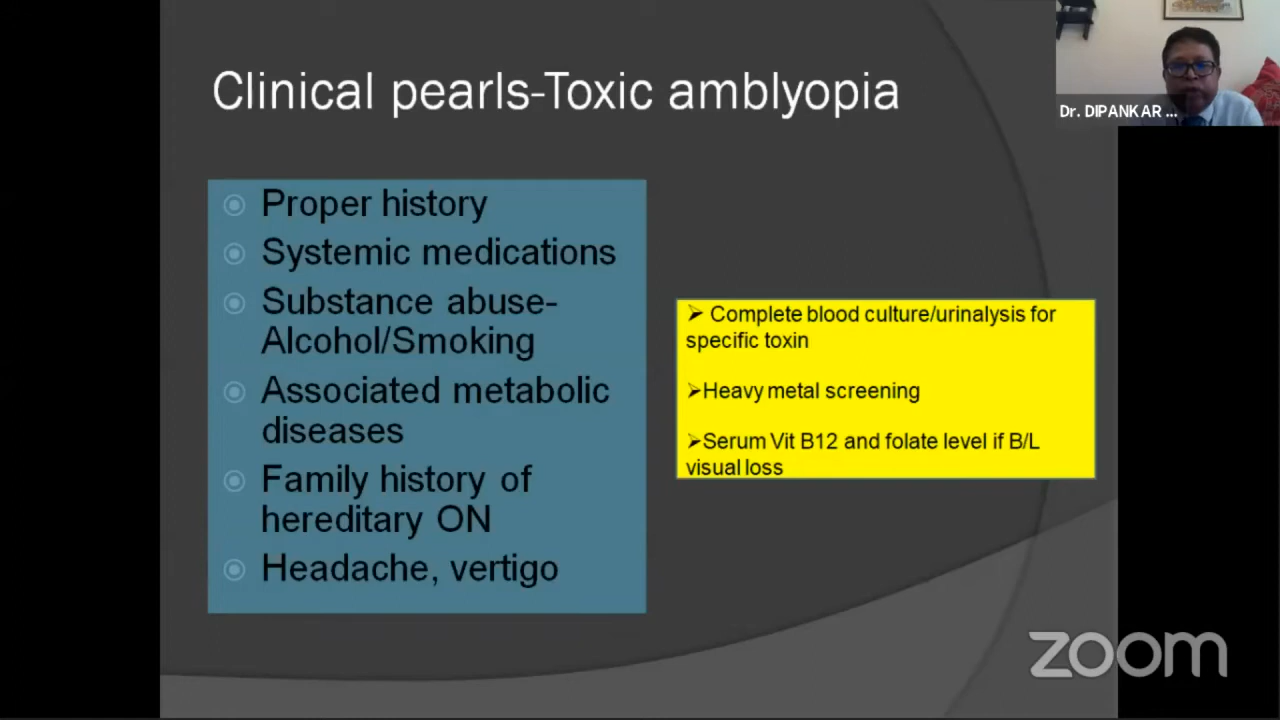 Clinical pearls-Toxic amblyopia
Dr. DIPANKAR ...
Proper history
Systemic medications
Substance abuse-
Alcohol/Smoking
Associated metabolic
diseases
Family history of
hereditary ON
Headache, vertigo
➤ Complete blood culture/urinalysis for
specific toxin
➤Heavy metal screening
➤Serum Vit B12 and folate level if B/L
visual loss
zoom